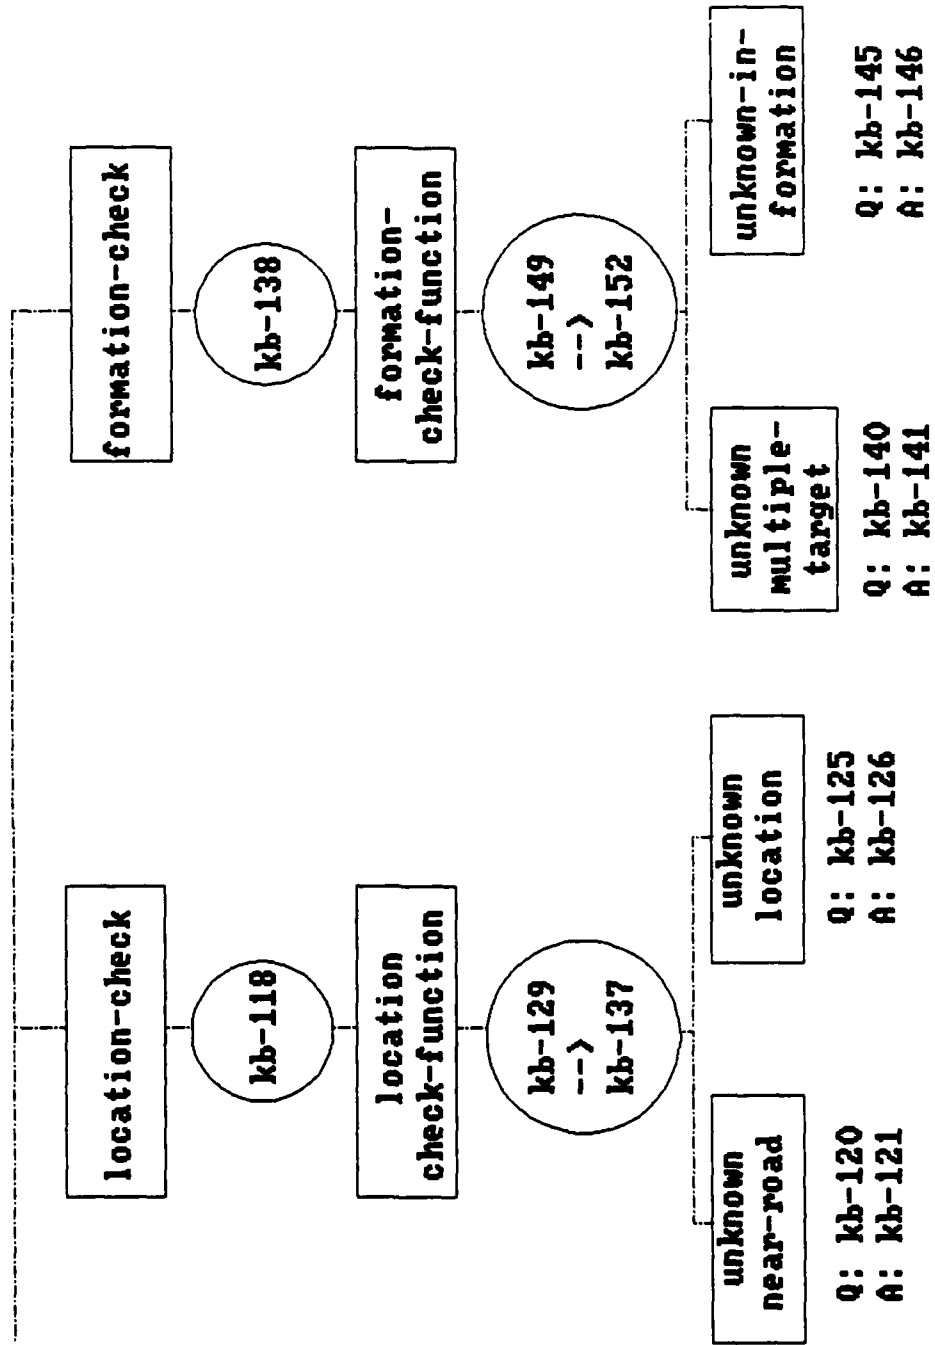 location-check
kb-118
location
check-function
kb-129
-->
kb-137
unknown
near-road
Q: kb-120
A: kb-121
unknown
location
Q: kb-125
A: kb-126
formation-check
kb-138
formation-
check-function
kb-149
-->
kb-152
unknown
multiple-
target
Q: kb-140
A: kb-141
unknown-in-
formation
Q: kb-145
A: kb-146